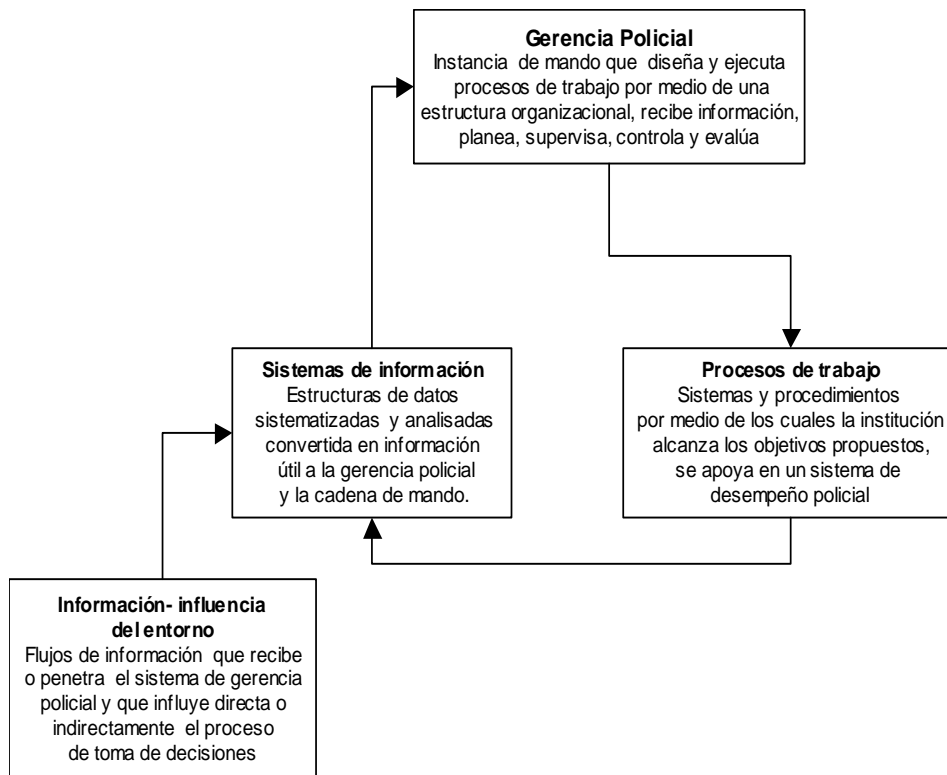 Gerencia Policial
Instancia de mando que diseña y ejecuta
procesos de trabajo por medio de una
estructura organizacional, recibe información,
planea, supervisa, controla y evalúa
Sistemas de información
Estructuras de datos
sistematizadas y analisadas
convertida en información
útil a la gerencia policial
y la cadena de mando.
Procesos de trabajo
Sistemas y procedimientos
por medio de los cuales la institución
alcanza los objetivos propuestos,
se apoya en un sistema de
desempeño policial
Información- influencia
del entorno
Flujos de información que recibe
o penetra el sistema de gerencia
policial y que influye directa o
indirectamente el proceso
de toma de decisiones